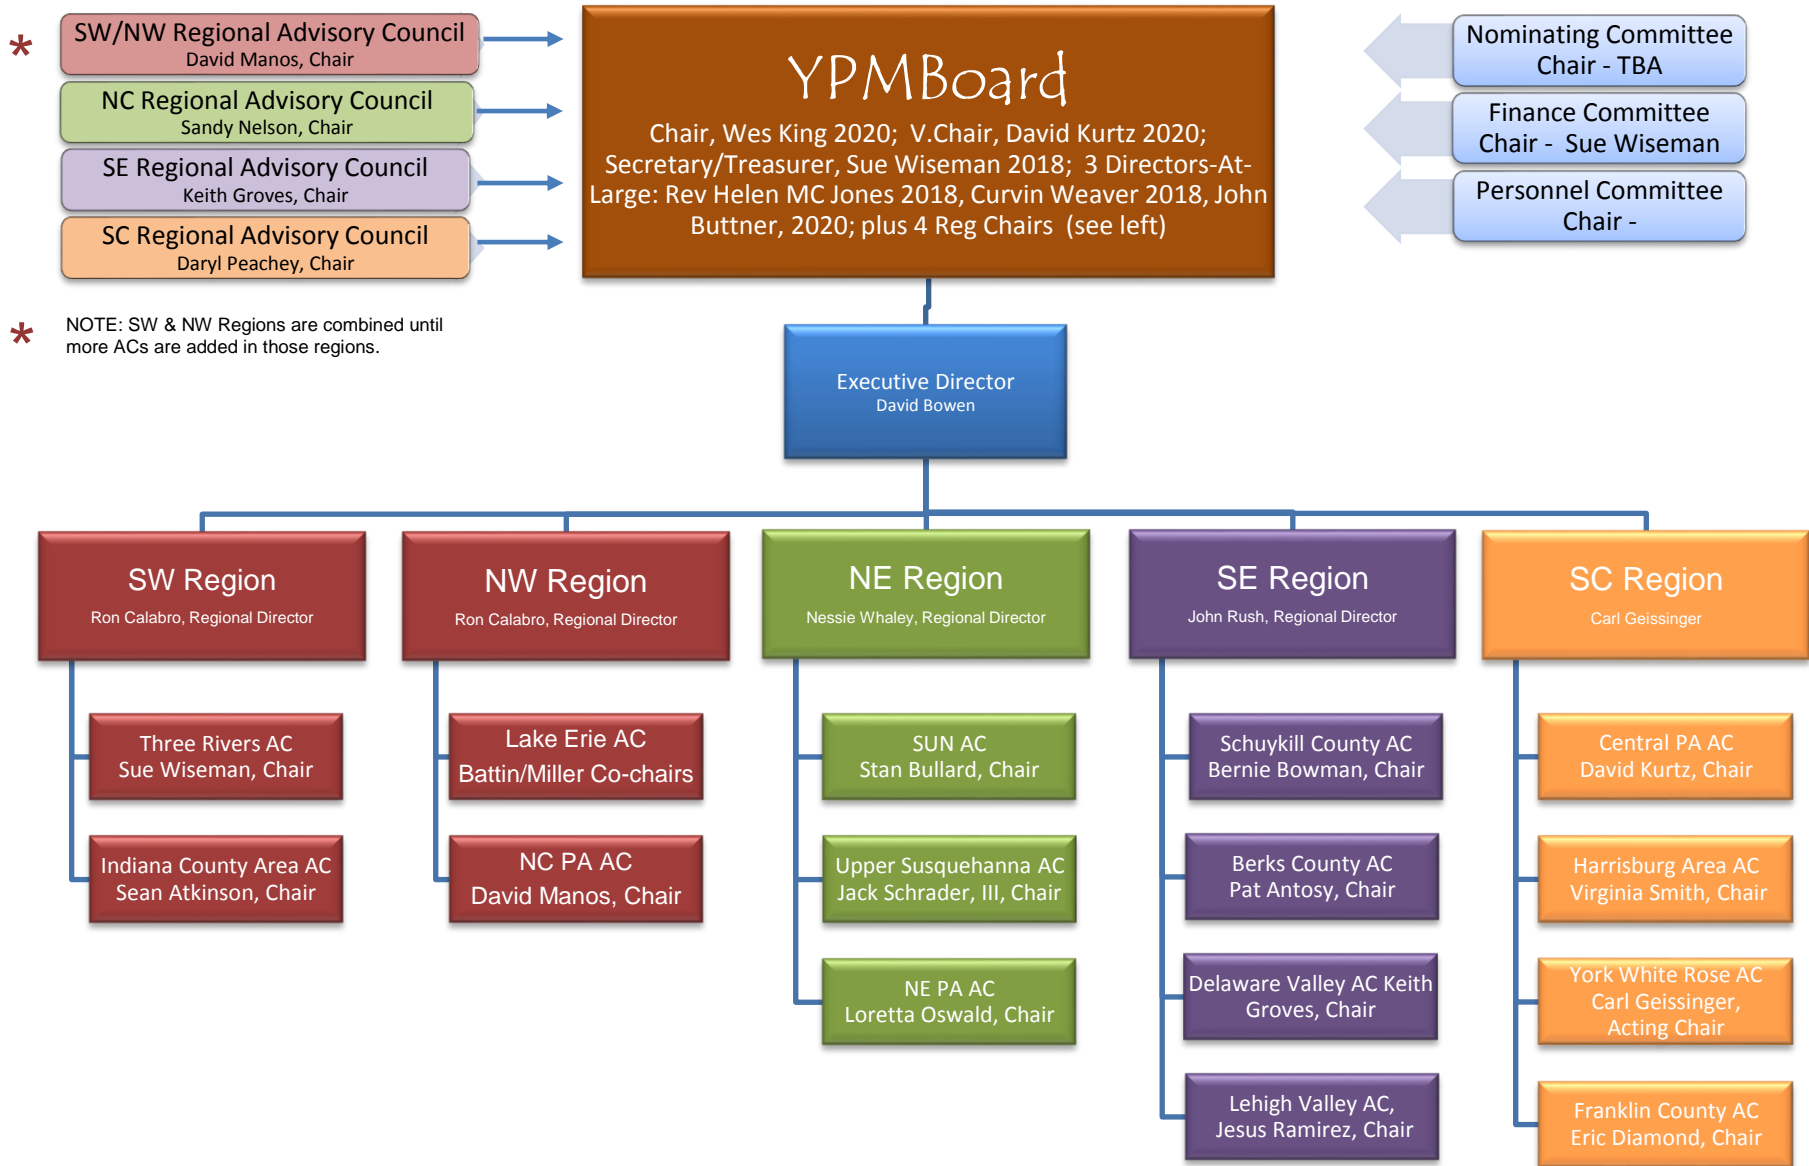 *
SW/NW Regional Advisory Council
David Manos, Chair
NC Regional Advisory Council
Sandy Nelson, Chair
SE Regional Advisory Council
Keith Groves, Chair
SC Regional Advisory Council
Daryl Peachey, Chair
*
NOTE: SW & NW Regions are combined until
more ACs are added in those regions.
YPMBoard
Chair, Wes King 2020; V.Chair, David Kurtz 2020;
Secretary/Treasurer, Sue Wiseman 2018; 3 Directors-At-
Large: Rev Helen MC Jones 2018, Curvin Weaver 2018, John
Buttner, 2020; plus 4 Reg Chairs (see left)
Nominating Committee
Chair - TBA
Finance Committee
Chair - Sue Wiseman
Personnel Committee
Chair -
Executive Director
David Bowen
SW Region
Ron Calabro, Regional Director
Three Rivers AC
Sue Wiseman, Chair
Indiana County Area AC
Sean Atkinson, Chair
NW Region
Ron Calabro, Regional Director
Lake Erie AC
Battin/Miller Co-chairs
NC PA AC
David Manos, Chair
NE Region
Nessie Whaley, Regional Director
SUN AC
Stan Bullard, Chair
Upper Susquehanna AC
Jack Schrader, III, Chair
NE PA AC
Loretta Oswald, Chair
SE Region
John Rush, Regional Director
Schuykill County AC
Bernie Bowman, Chair
Berks County AC
Pat Antosy, Chair
Delaware Valley AC Keith
Groves, Chair
Lehigh Valley AC,
Jesus Ramirez, Chair
SC Region
Carl Geissinger
Central PA AC
David Kurtz, Chair
Harrisburg Area AC
Virginia Smith, Chair
York White Rose AC
Carl Geissinger,
Acting Chair
Franklin County AC
Eric Diamond, Chair